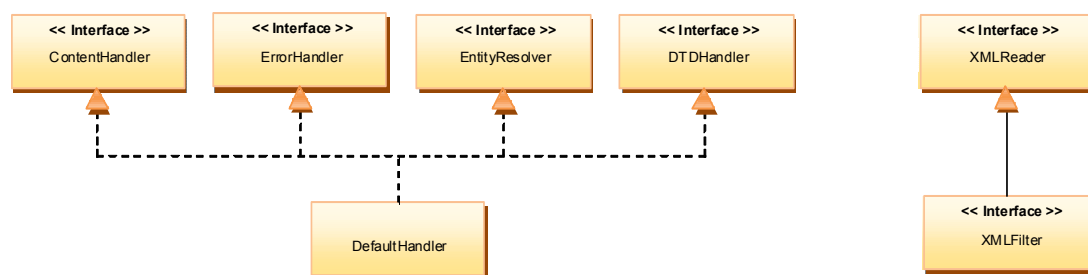 << Interface >>
ContentHandler
<< Interface >>
ErrorHandler
<< Interface >>
EntityResolver
<< Interface >>
DTDHandler
<< Interface >>
XMLReader
DefaultHandler
<< Interface >>
XMLFilter